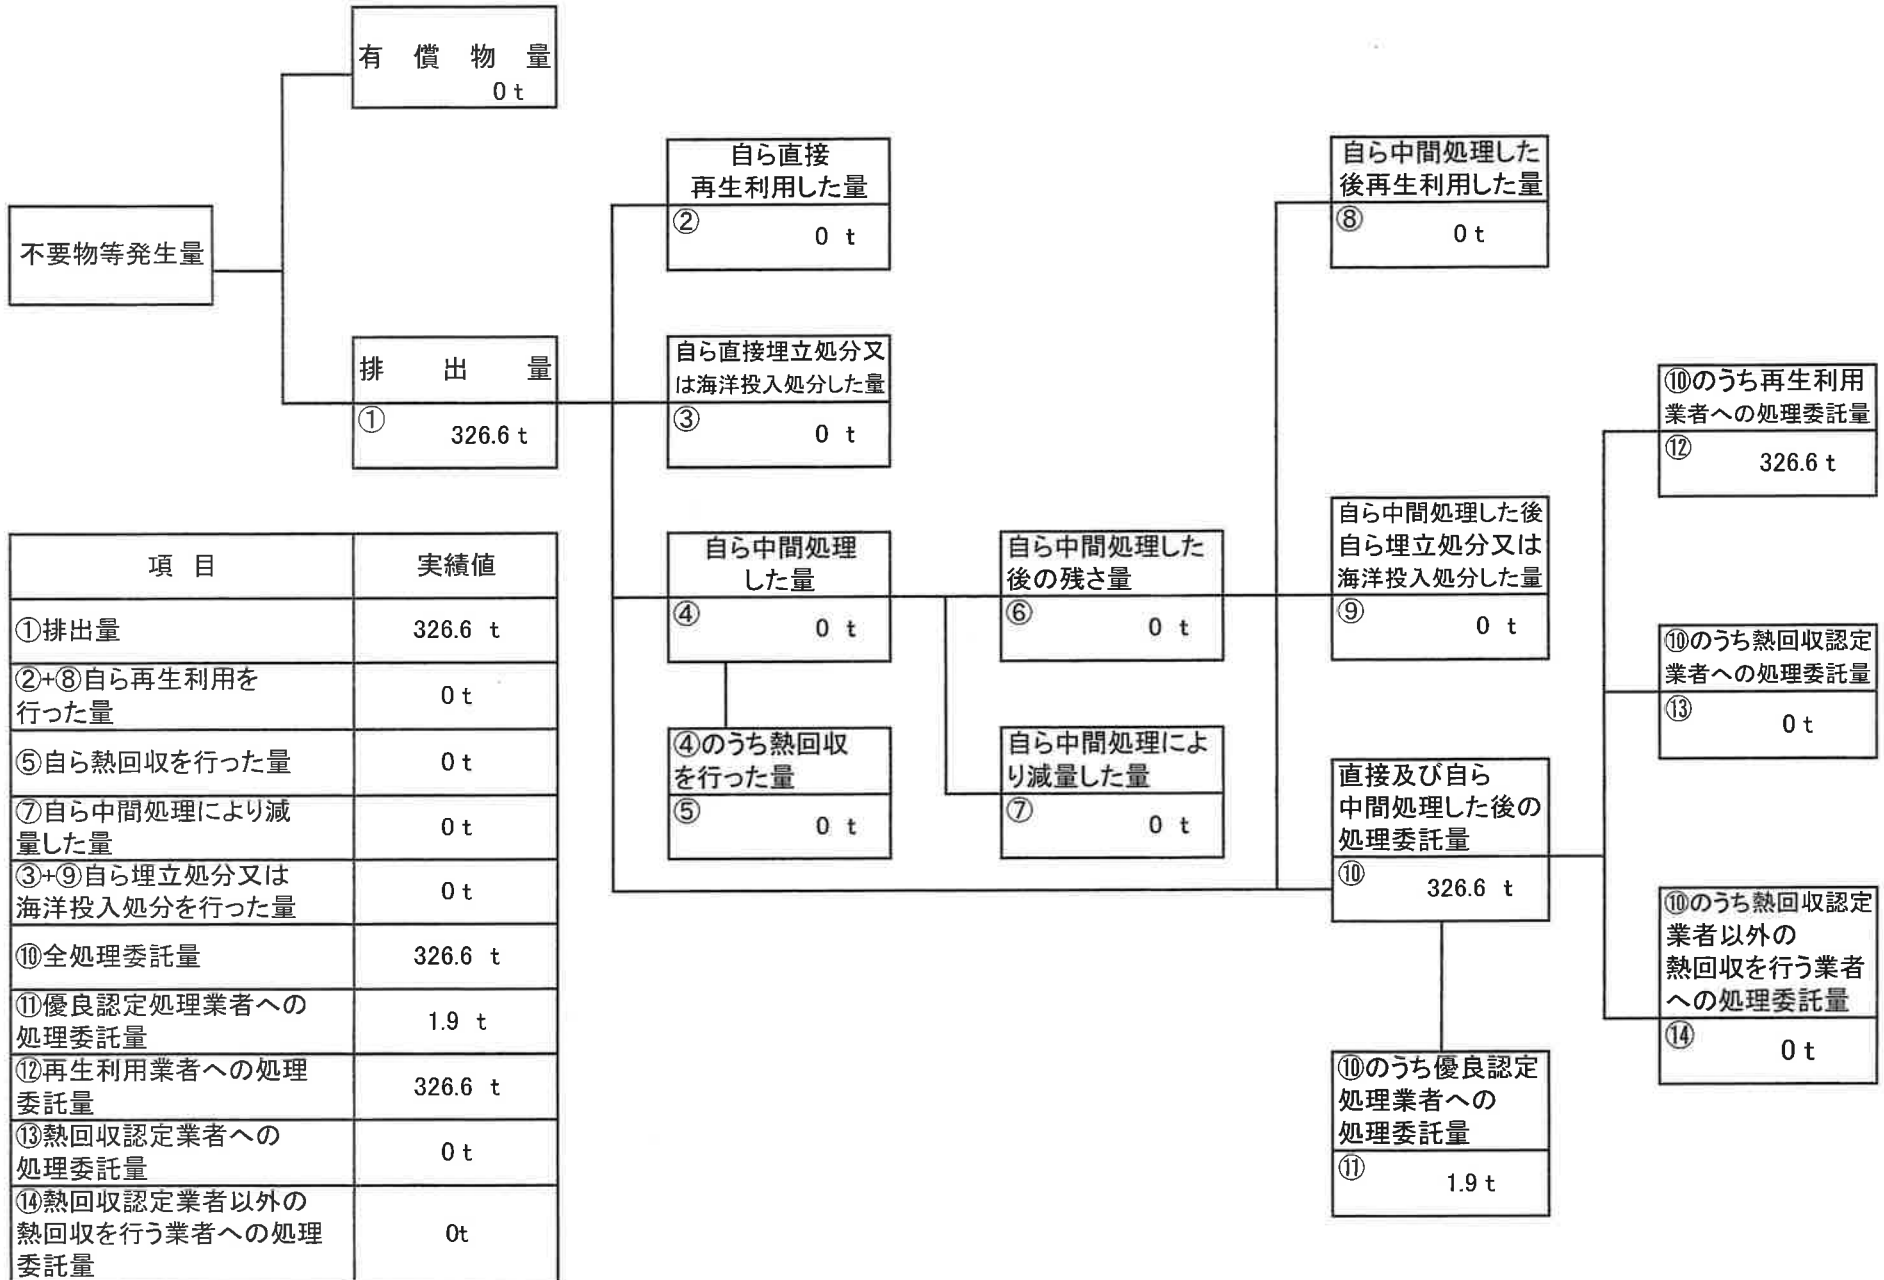 有償物量
0 t
不要物等発生量
排出量
① 326.6 t
自ら直接
再生利用した量
② 0 t
自ら直接埋立処分又
は海洋投入処分した量
③ 0 t
自ら中間処理
した量
④ 0 t
④のうち熱回収
を行った量
⑤ 0 t
自ら中間処理した
後の残さ量
⑥ 0 t
自ら中間処理によ
り減量した量
⑦ 0 t
自ら中間処理した
後再生利用した量
⑧ 0 t
自ら中間処理した後
自ら埋立処分又は
海洋投入処分した量
⑨ 0 t
直接及び自ら
中間処理した後の
処理委託量
⑩ 326.6 t
⑩のうち優良認定
処理業者への
処理委託量
⑪ 1.9 t
⑩のうち再生利用
業者への処理委託量
⑫ 326.6 t
⑩のうち熱回収認定
業者への処理委託量
⑬ 0 t
⑩のうち熱回収認定
業者以外の
熱回収を行う業者
への処理委託量
⑭ 0 t
項目 実績値
①排出量 326.6 t
②+⑧自ら再生利用を
行った量 0 t
⑤自ら熱回収を行った量 0 t
⑦自ら中間処理により減
量した量 0 t
③+⑨自ら埋立処分又は
海洋投入処分を行った量 0 t
⑩全処理委託量 326.6 t
⑪優良認定処理業者への
処理委託量 1.9 t
⑫再生利用業者への処理
委託量 326.6 t
⑬熱回収認定業者への
処理委託量 0 t
⑭熱回収認定業者以外の
熱回収を行う業者への処理
委託量 0t